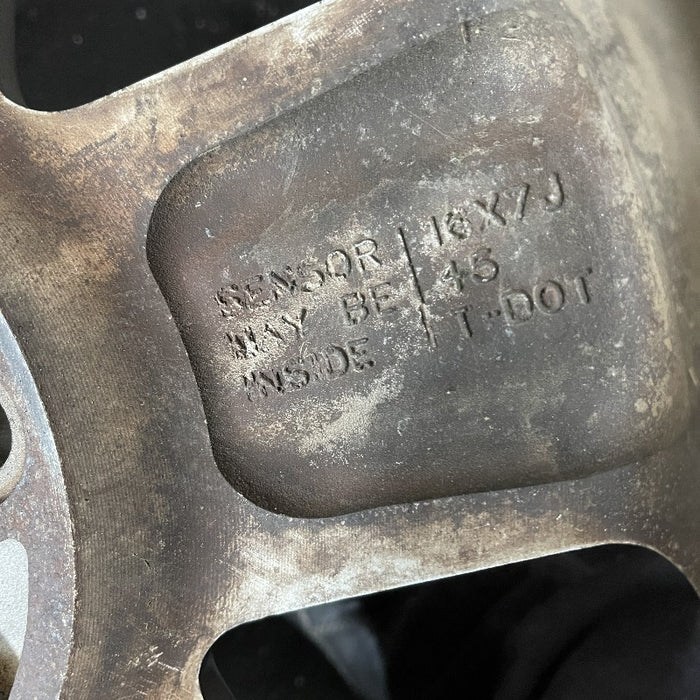 SENSOR
MAY BE
INSIDE
16X7J
45
T-DOT